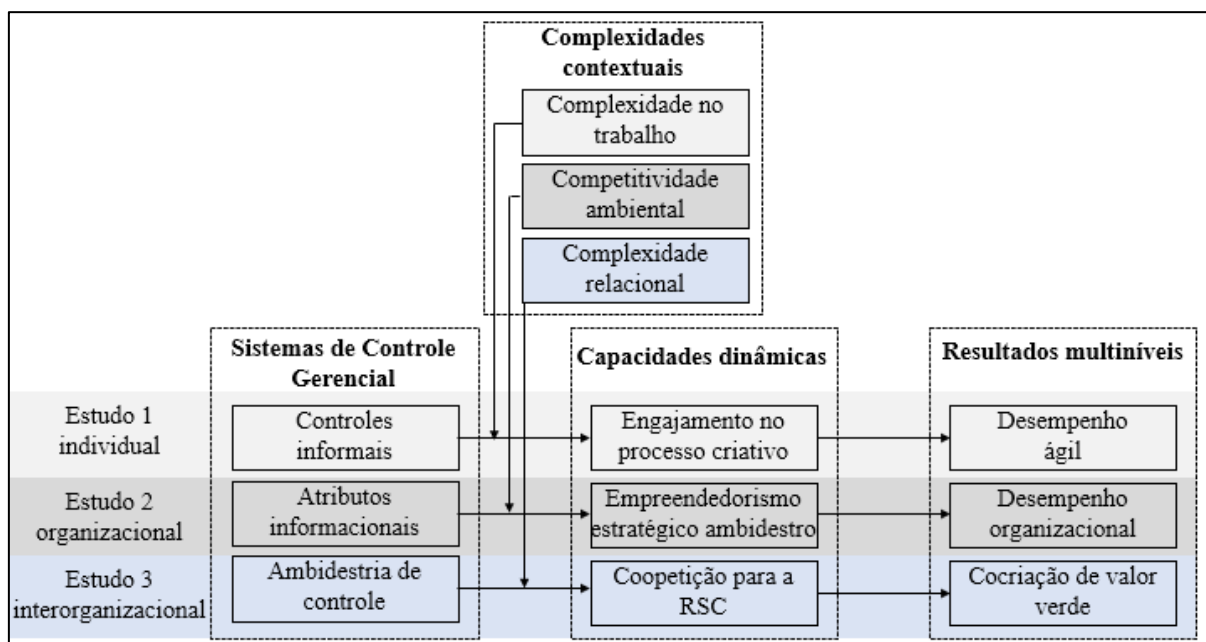 Complexidades
contextuais
Complexidade no
trabalho
Competitividade
ambiental
Complexidade
relacional
Sistemas de Controle
Gerencial
Capacidades dinâmicas
Resultados multiníveis
Estudo 1
individual
Controles
informais
Engajamento no
processo criativo
Desempenho
ágil
Estudo 2
organizacional
Atributos
informacionais
Empreendedorismo
estratégico ambidestro
Desempenho
organizacional
Estudo 3
interorganizacional
Ambidestria de
controle
Coopetição para a
RSC
Cocriação de valor
verde